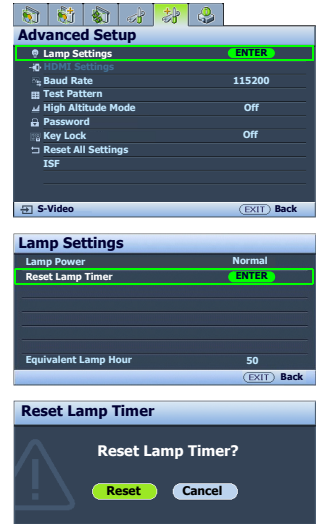 Advanced Setup
Lamp Settings ENTER
HDMI Settings
Baud Rate 115200
Test Pattern
High Altitude Mode Off
Password
Key Lock Off
Reset All Settings
ISF
S-Video EXIT Back
Lamp Settings
Lamp Power Normal
Reset Lamp Timer ENTER
Equivalent Lamp Hour 50
EXIT Back
Reset Lamp Timer
Reset Lamp Timer?
Reset Cancel